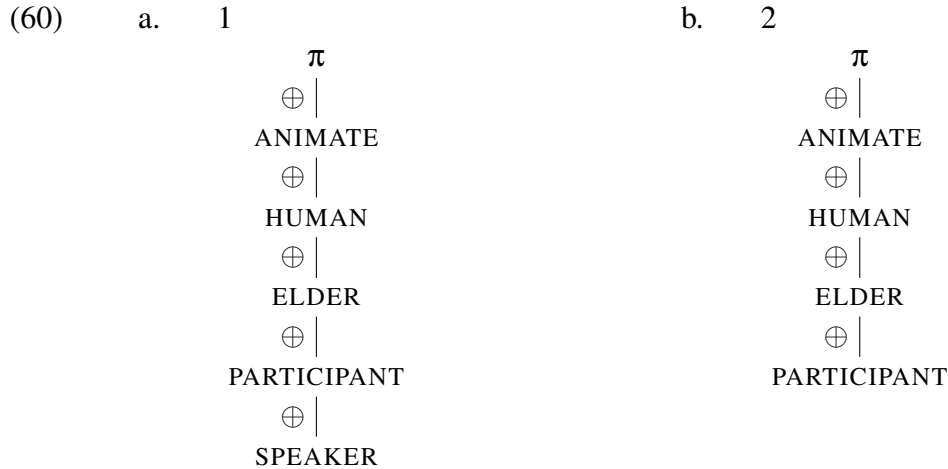 (60) a. 1 b. 2
π π
⊕ ⊕
ANIMATE ANIMATE
⊕ ⊕
HUMAN HUMAN
⊕ ⊕
ELDER ELDER
⊕ ⊕
PARTICIPANT PARTICIPANT
⊕
SPEAKER